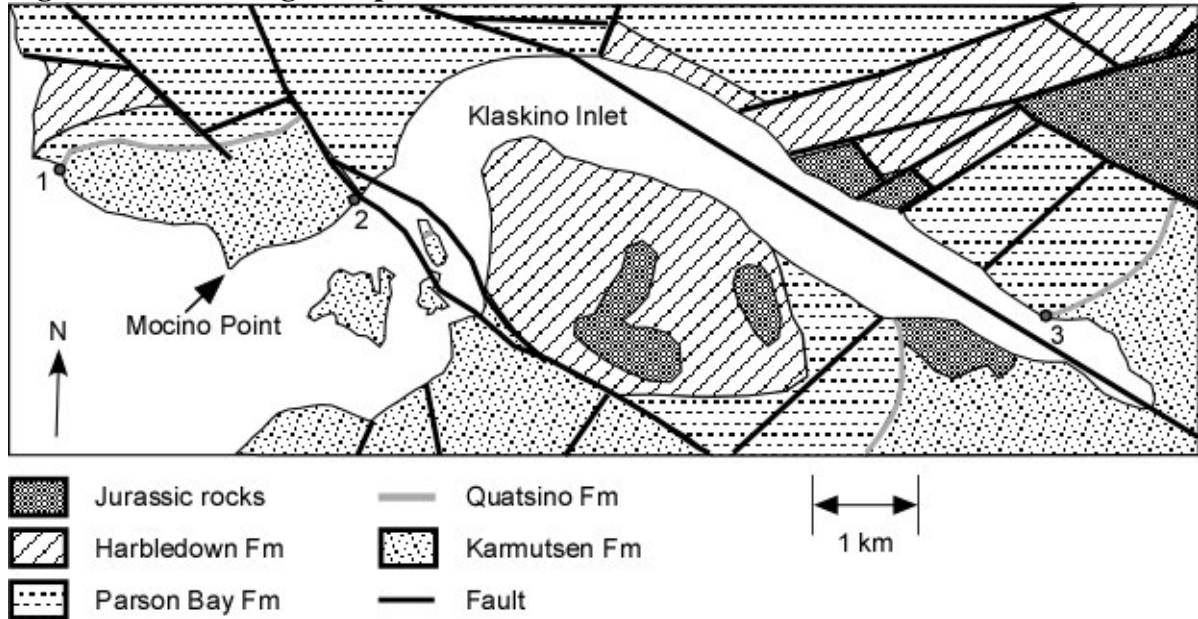 Klaskino Inlet
1
2
Mocino Point
N
3
Jurassic rocks
Quatsino Fm
Harbledown Fm
Karmutsen Fm
1 km
Parson Bay Fm
Fault